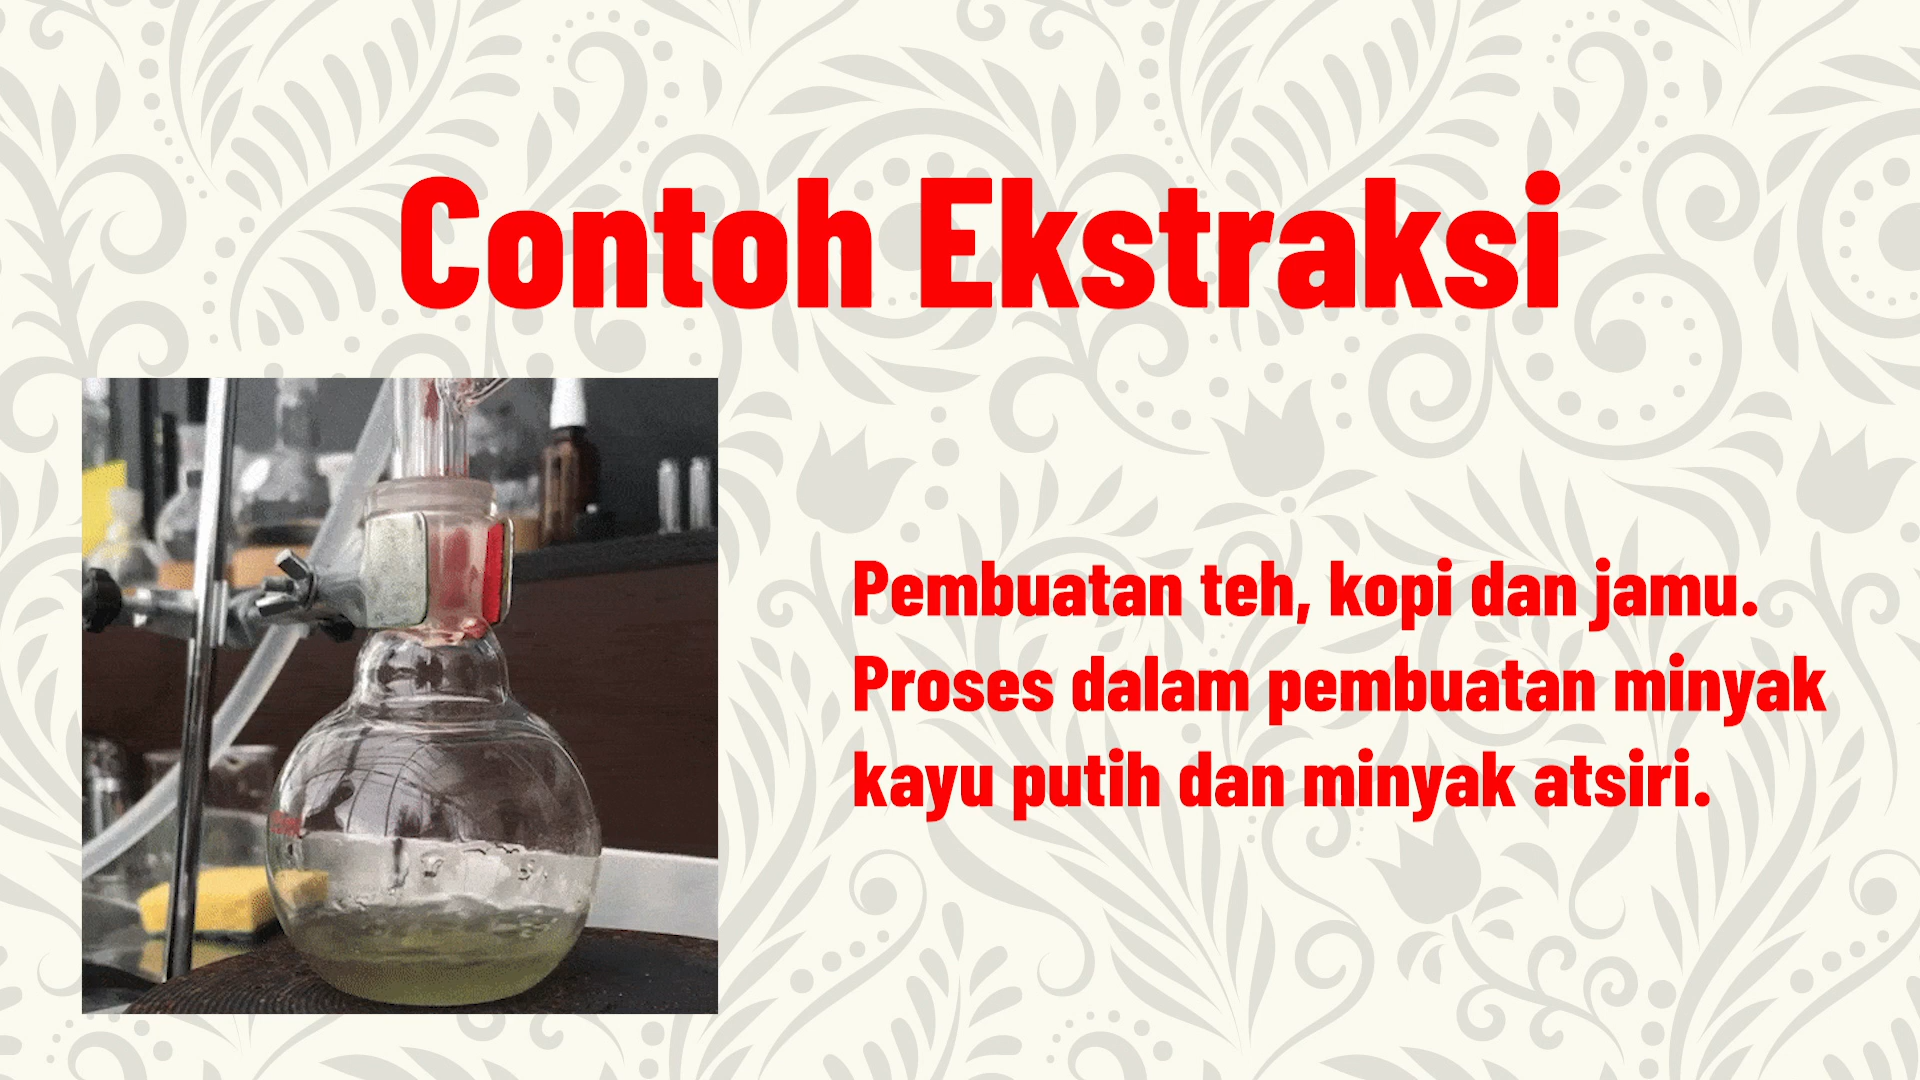 Contoh Ekstraksi
Pembuatan teh, kopi dan jamu.
Proses dalam pembuatan minyak
kayu putih dan minyak atsiri.